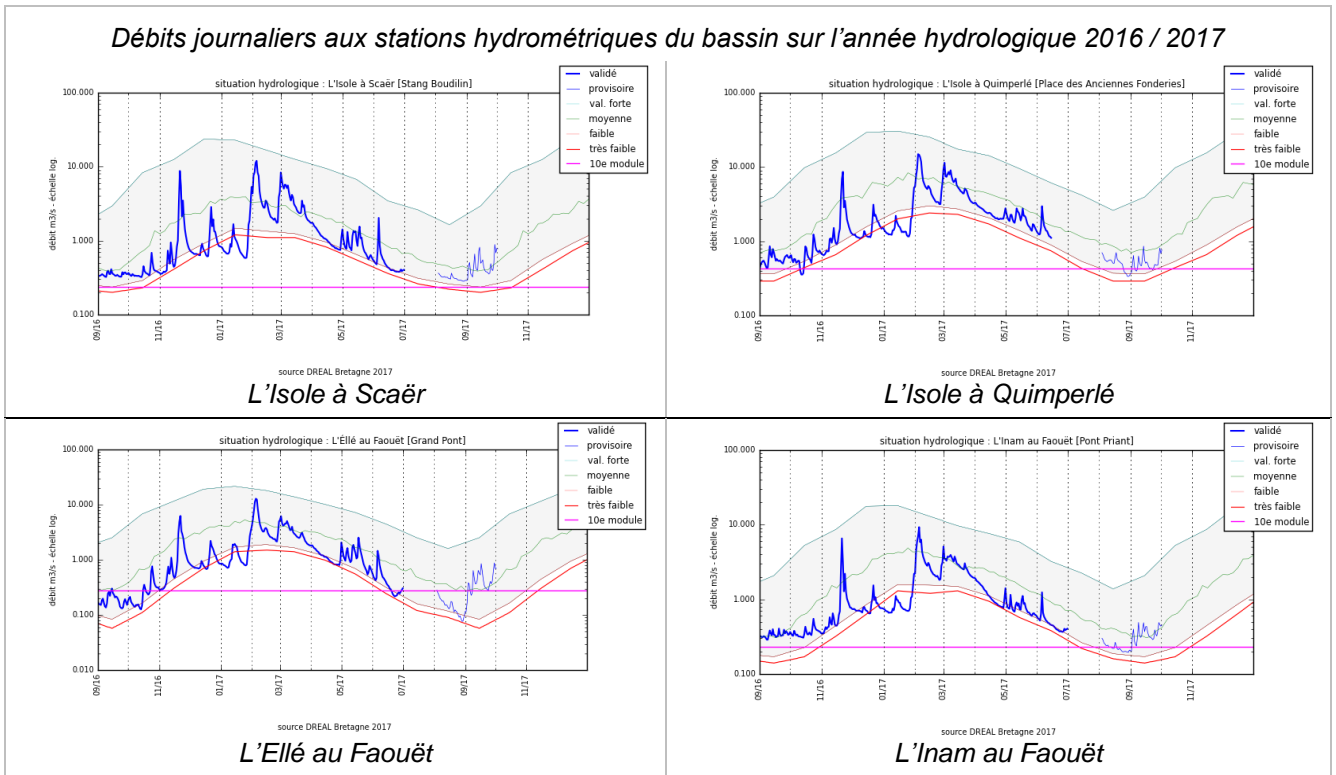 Débits journaliers aux stations hydrométriques du bassin sur l'année hydrologique 2016 / 2017
situation hydrologique : L'Isole à Scaër [Stang Boudilin]
validé
provisoire
val. forte
moyenne
faible
très faible
10e module
débit m3/s - échelle log.
100.000
10.000
1.000
0.100
09/16
11/16
01/17
03/17
05/17
07/17
09/17
11/17
source DREAL Bretagne 2017
L'Isole à Scaër
situation hydrologique : L'Isole à Quimperlé [Place des Anciennes Fonderies]
validé
provisoire
val. forte
moyenne
faible
très faible
10e module
débit m3/s - échelle log.
100.000
10.000
1.000
0.100
09/16
11/16
01/17
03/17
05/17
07/17
09/17
11/17
source DREAL Bretagne 2017
L'Isole à Quimperlé
situation hydrologique : L'Éllé au Faouët [Grand Pont]
validé
provisoire
val. forte
moyenne
faible
très faible
10e module
débit m3/s - échelle log.
100.000
10.000
1.000
0.100
0.010
09/16
11/16
01/17
03/17
05/17
07/17
09/17
11/17
source DREAL Bretagne 2017
L'Ellé au Faouët
situation hydrologique : L'Inam au Faouët [Pont Priant]
validé
provisoire
val. forte
moyenne
faible
très faible
10e module
débit m3/s - échelle log.
100.000
10.000
1.000
0.100
09/16
11/16
01/17
03/17
05/17
07/17
09/17
11/17
source DREAL Bretagne 2017
L'Inam au Faouët